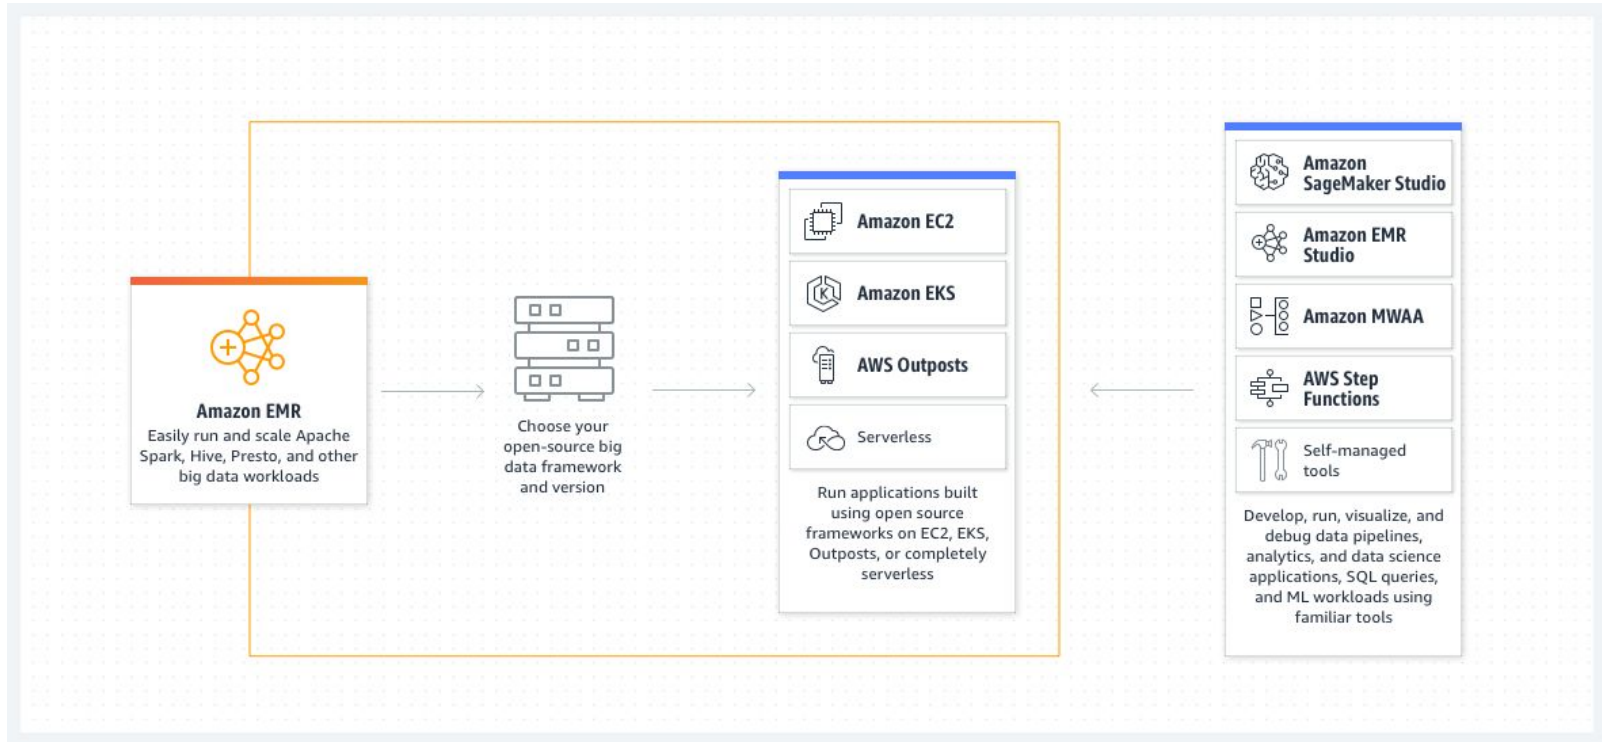 Amazon EMR
Easily run and scale Apache
Spark, Hive, Presto, and other
big data workloads
Choose your
open-source big
data framework
and version
Amazon EC2
Amazon EKS
AWS Outposts
Serverless
Run applications built
using open source
frameworks on EC2, EKS,
Outposts, or completely
serverless
Amazon
SageMaker Studio
Amazon EMR
Studio
Amazon MWAA
AWS Step
Functions
Self-managed
tools
Develop, run, visualize, and
debug data pipelines,
analytics, and data science
applications, SQL queries,
and ML workloads using
familiar tools